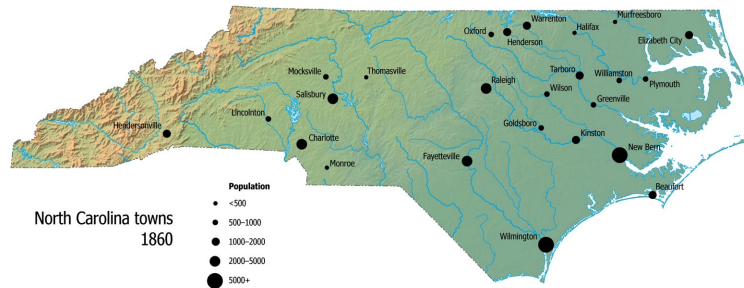 Murfreesboro
Warrenton
Halifax
Oxford
Henderson
Elizabeth City
Mocksville
Thomasville
Tarboro
Williamston
Plymouth
Raleigh
Wilson
Salisbury
Greenville
Lincolnton
Goldsboro
Hendersonville
Kinston
Charlotte
New Bern
Fayetteville
Monroe
Beaufort
Wilmington
North Carolina towns
1860
Population
<500
500–1000
1000–2000
2000–5000
5000+